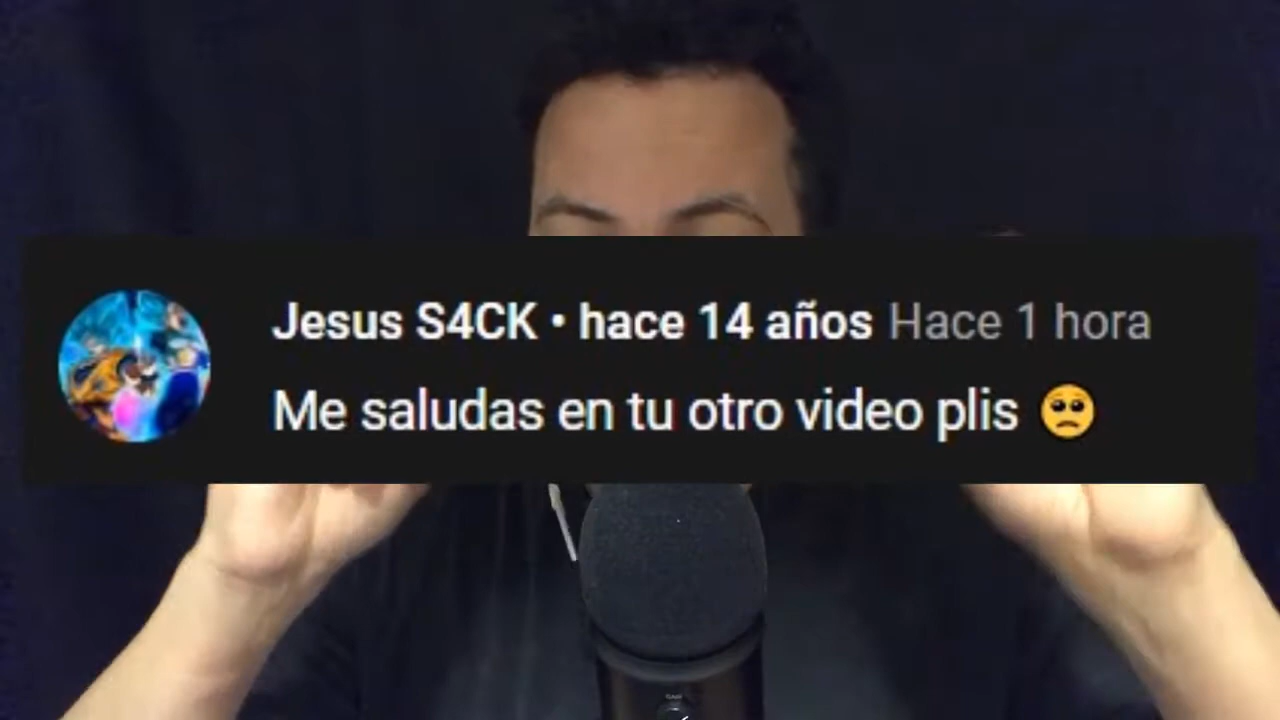 Jesus S4CK • hace 14 años Hace 1 hora
Me saludas en tu otro video plis 🥺